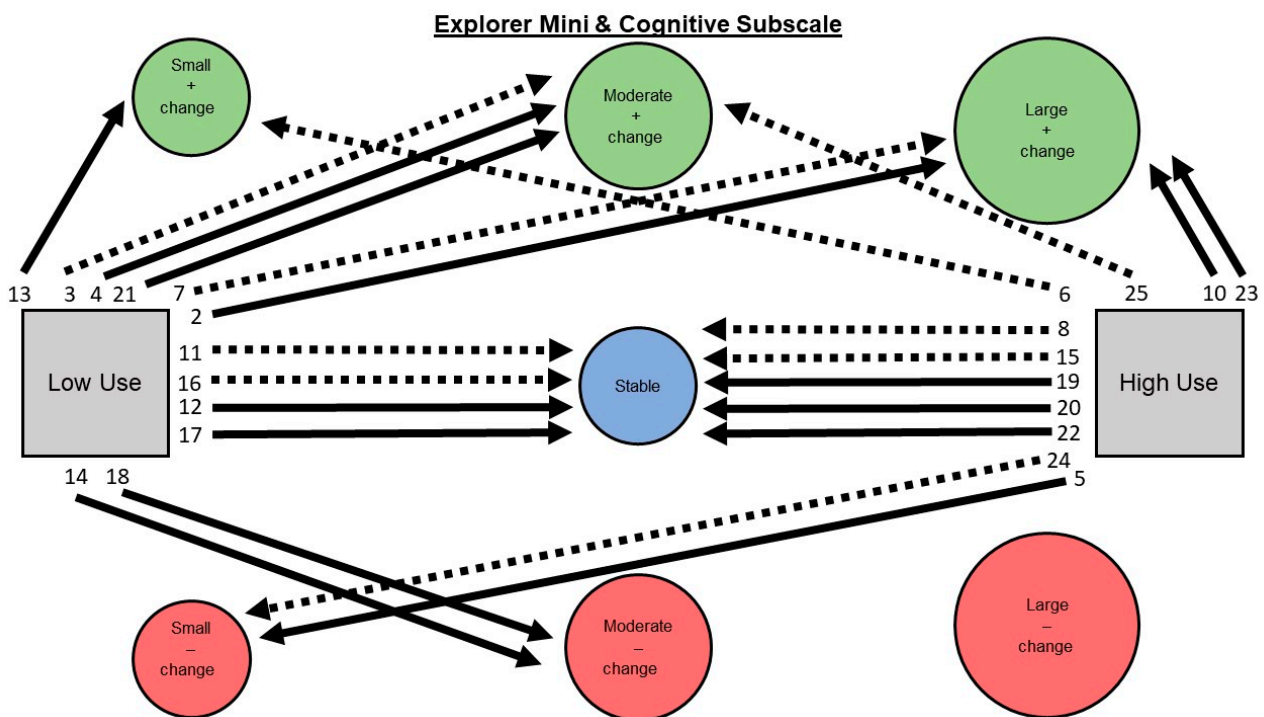 Explorer Mini & Cognitive Subscale
Small
+
change
Moderate
+
change
Large
+
change
13 3 4 21 7
2
6 25 10 23
Low Use
11
16
12
17
Stable
8
15
19
20
22
24
5
High Use
14 18
Small
–
change
Moderate
–
change
Large
–
change